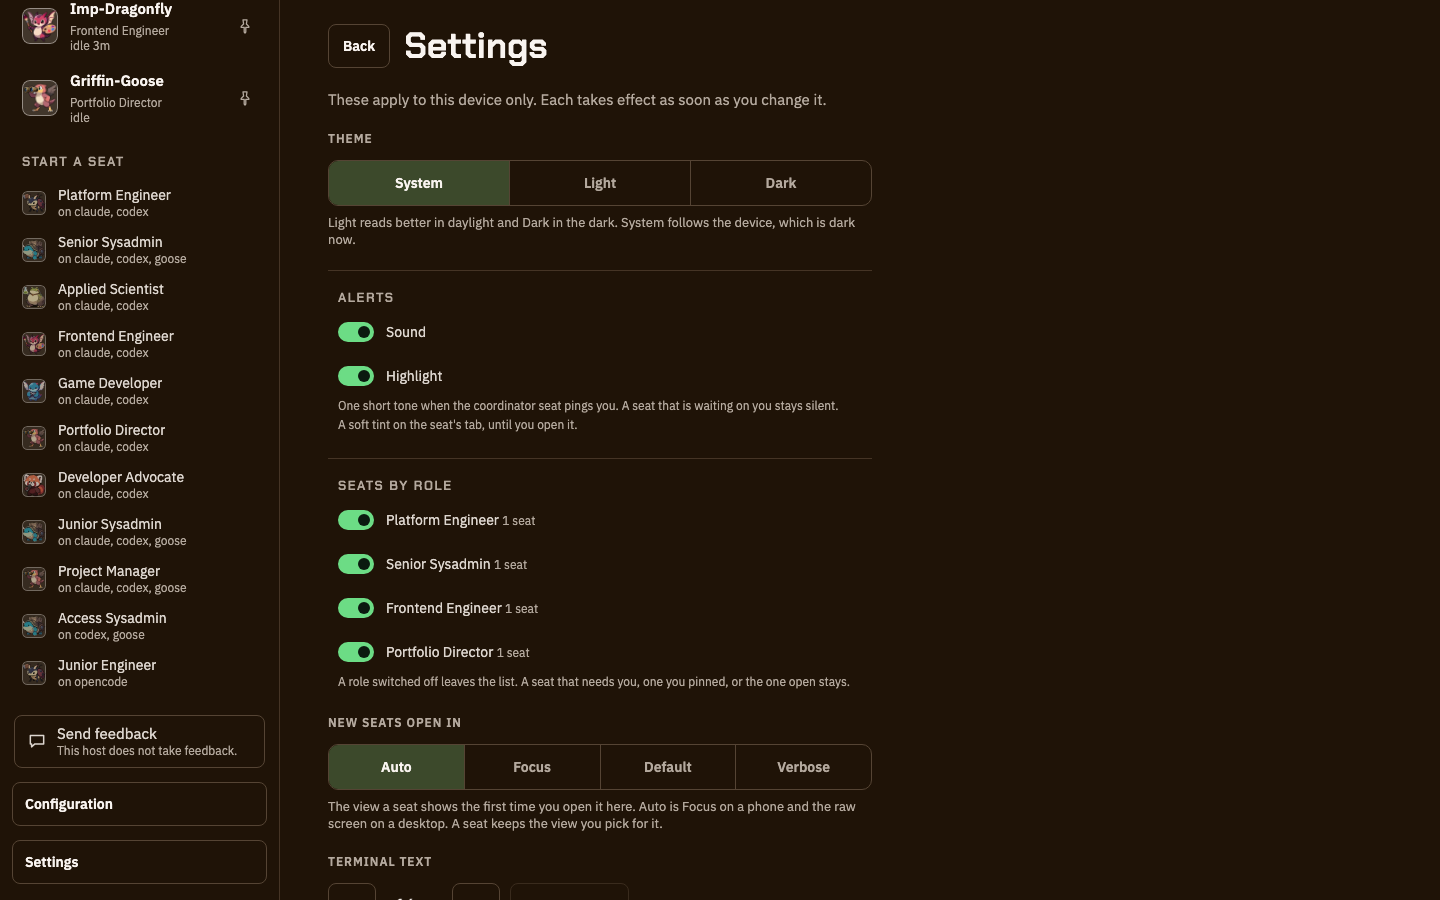 Imp-Dragonfly
Frontend Engineer
idle 3m
Griffin-Goose
Portfolio Director
idle
START A SEAT
Platform Engineer
on claude, codex
Senior Sysadmin
on claude, codex, goose
Applied Scientist
on claude, codex
Frontend Engineer
on claude, codex
Game Developer
on claude, codex
Portfolio Director
on claude, codex
Developer Advocate
on claude, codex
Junior Sysadmin
on claude, codex, goose
Project Manager
on claude, codex, goose
Access Sysadmin
on codex, goose
Junior Engineer
on opencode
Send feedback
This host does not take feedback.
Configuration
Settings
Back
Settings
These apply to this device only. Each takes effect as soon as you change it.
THEME
System
Light
Dark
Light reads better in daylight and Dark in the dark. System follows the device, which is dark
now.
ALERTS
Sound
Highlight
One short tone when the coordinator seat pings you. A seat that is waiting on you stays silent.
A soft tint on the seat's tab, until you open it.
SEATS BY ROLE
Platform Engineer 1 seat
Senior Sysadmin 1 seat
Frontend Engineer 1 seat
Portfolio Director 1 seat
A role switched off leaves the list. A seat that needs you, one you pinned, or the one open stays.
NEW SEATS OPEN IN
Auto
Focus
Default
Verbose
The view a seat shows the first time you open it here. Auto is Focus on a phone and the raw
screen on a desktop. A seat keeps the view you pick for it.
TERMINAL TEXT